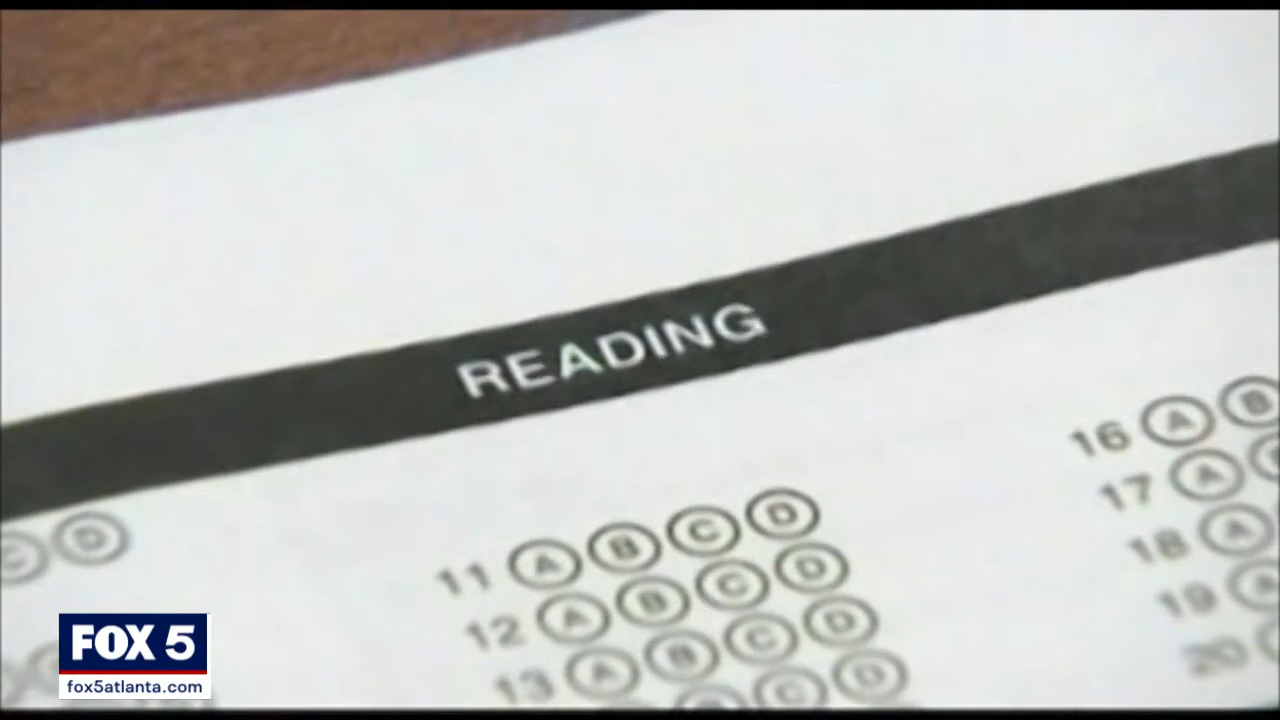 READING
C D
11 A B C D
12 A B C D
13 A B C D
16 A B
17 A
18 A
19 A
20
FOX 5
fox5atlanta.com